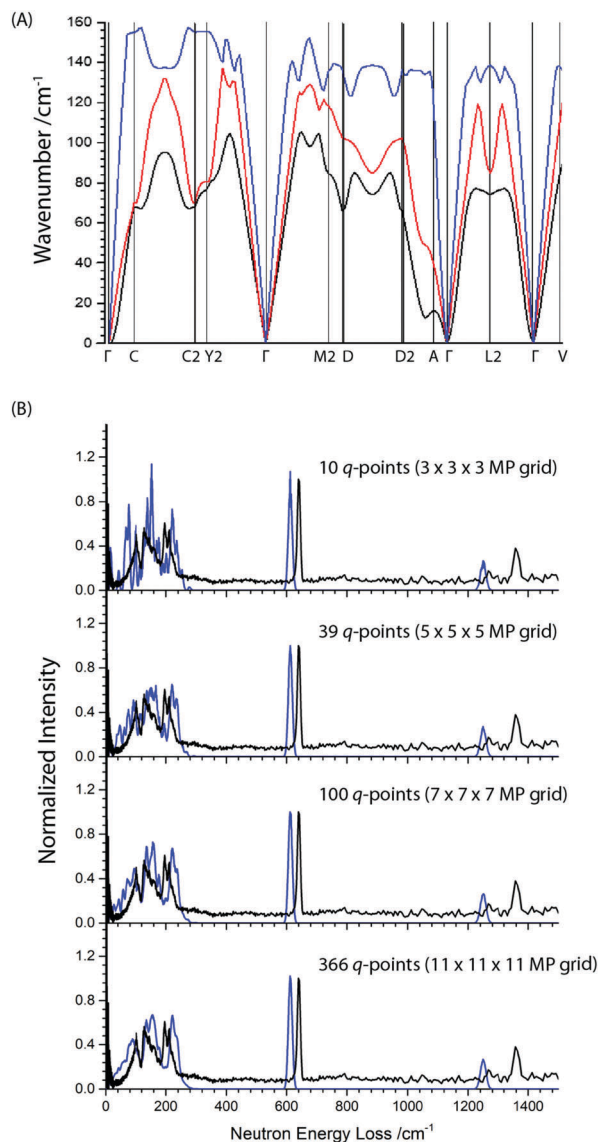 (A)
160
140
120
100
80
60
40
20
0
Wavenumber /cm-1
Γ C C2 Y2 Γ M2 D D2 A Γ L2 Γ V
(B)
10 q-points (3 x 3 x 3 MP grid)
1.2
0.8
0.4
0.0
39 q-points (5 x 5 x 5 MP grid)
1.2
0.8
0.4
0.0
100 q-points (7 x 7 x 7 MP grid)
1.2
0.8
0.4
0.0
366 q-points (11 x 11 x 11 MP grid)
1.2
0.8
0.4
0.0
Normalized Intensity
0 200 400 600 800 1000 1200 1400
Neutron Energy Loss /cm-1